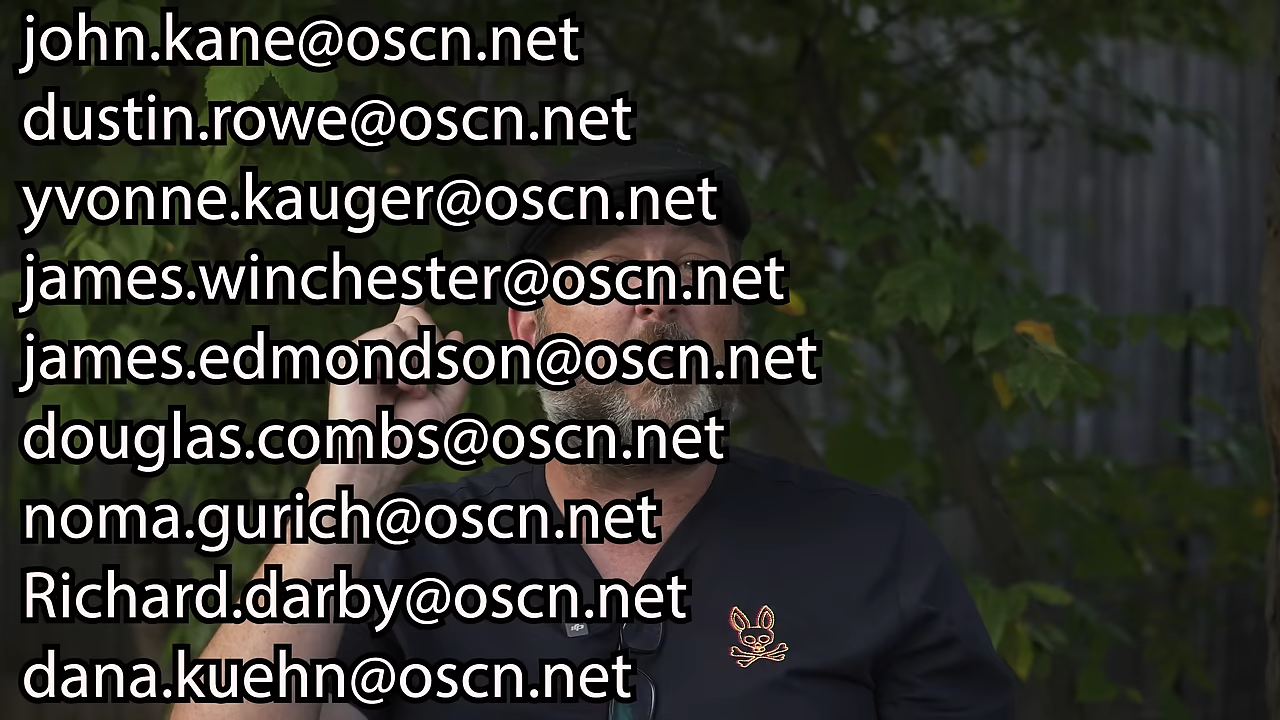 john.kane@oscn.net
dustin.rowe@oscn.net
yvonne.kauger@oscn.net
james.winchester@oscn.net
james.edmondson@oscn.net
douglas.combs@oscn.net
noma.gurich@oscn.net
Richard.darby@oscn.net
dana.kuehn@oscn.net